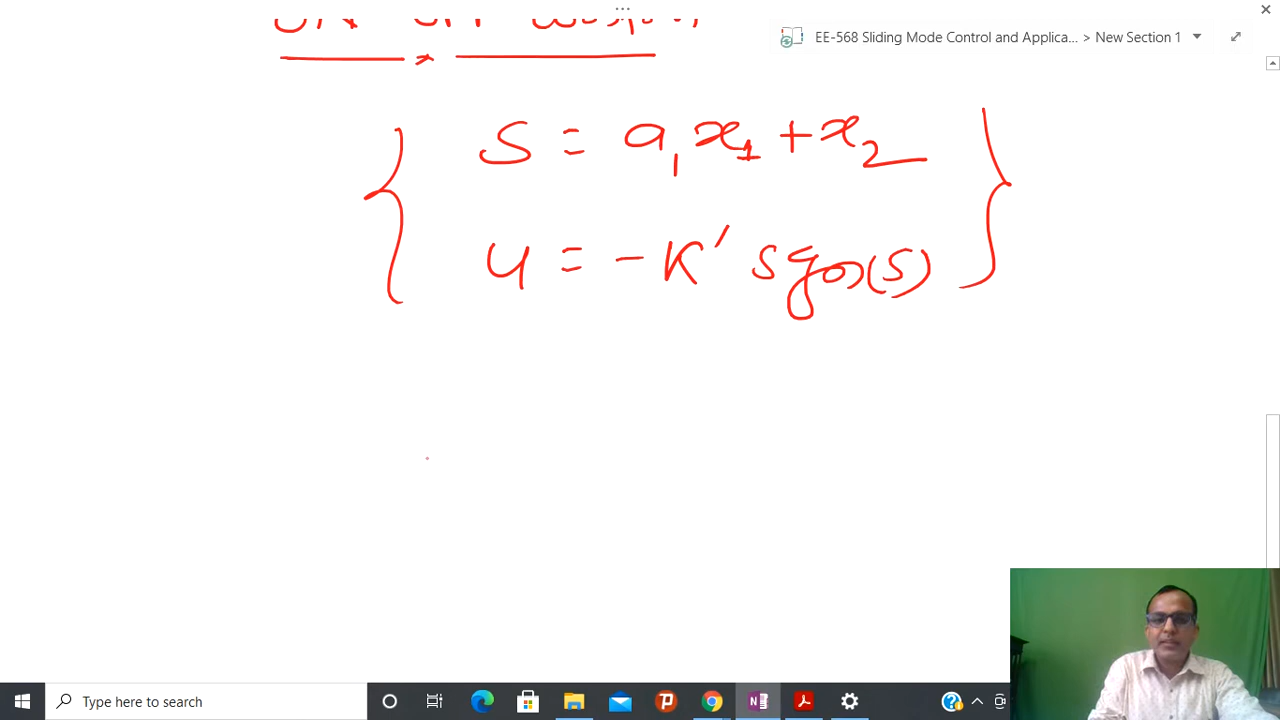 EE-568 Sliding Mode Control and Applica... > New Section 1
S = a₁x₁ + x₂
u = -K' sgn(s)
Type here to search